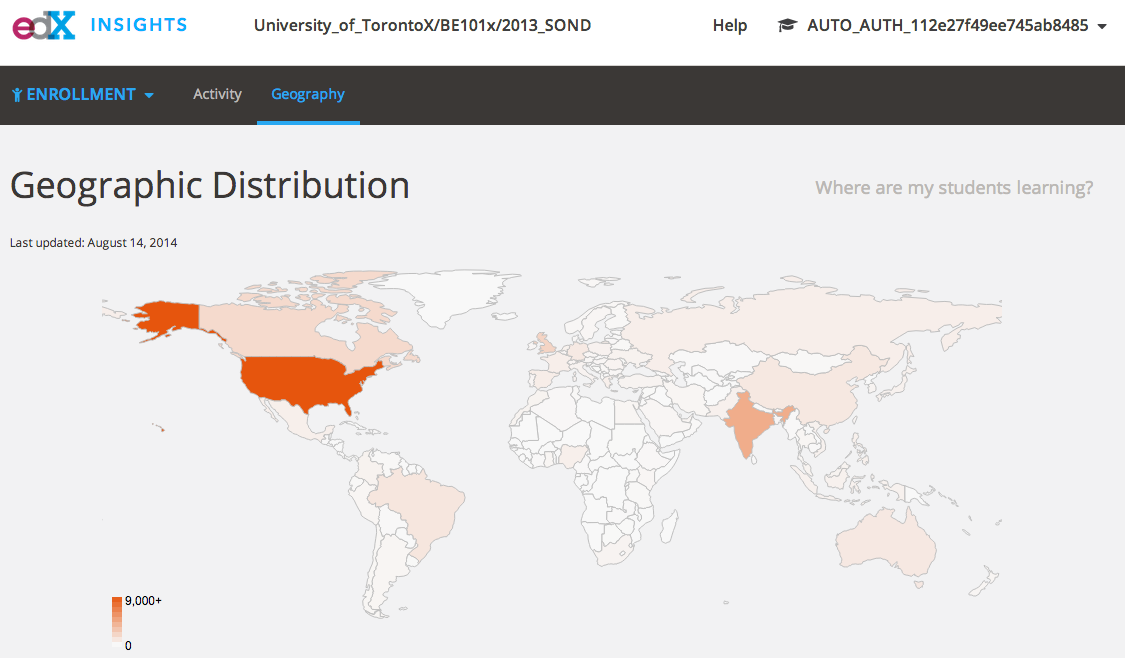 edX INSIGHTS University_of_TorontoX/BE101x/2013_SOND Help AUTO_AUTH_112e27f49ee745ab8485
ENROLLMENT Activity Geography
Geographic Distribution
Where are my students learning?
Last updated: August 14, 2014
9,000+
0